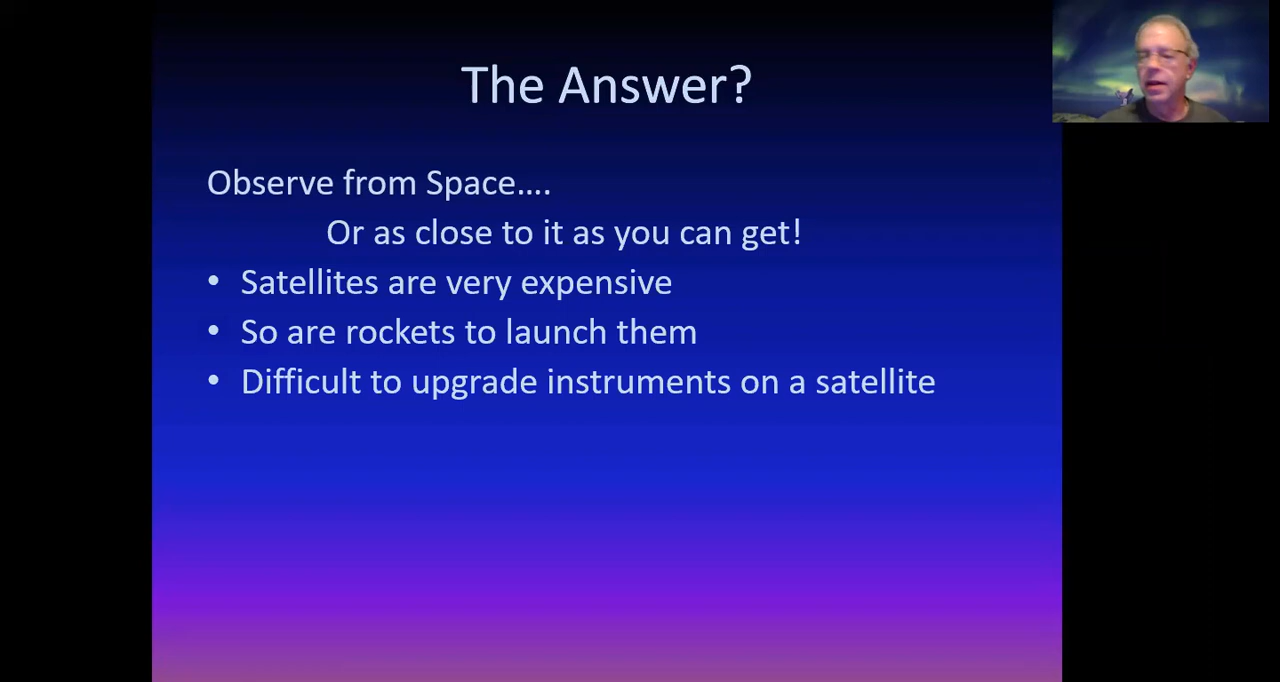 The Answer?
Observe from Space….
Or as close to it as you can get!
• Satellites are very expensive
• So are rockets to launch them
• Difficult to upgrade instruments on a satellite